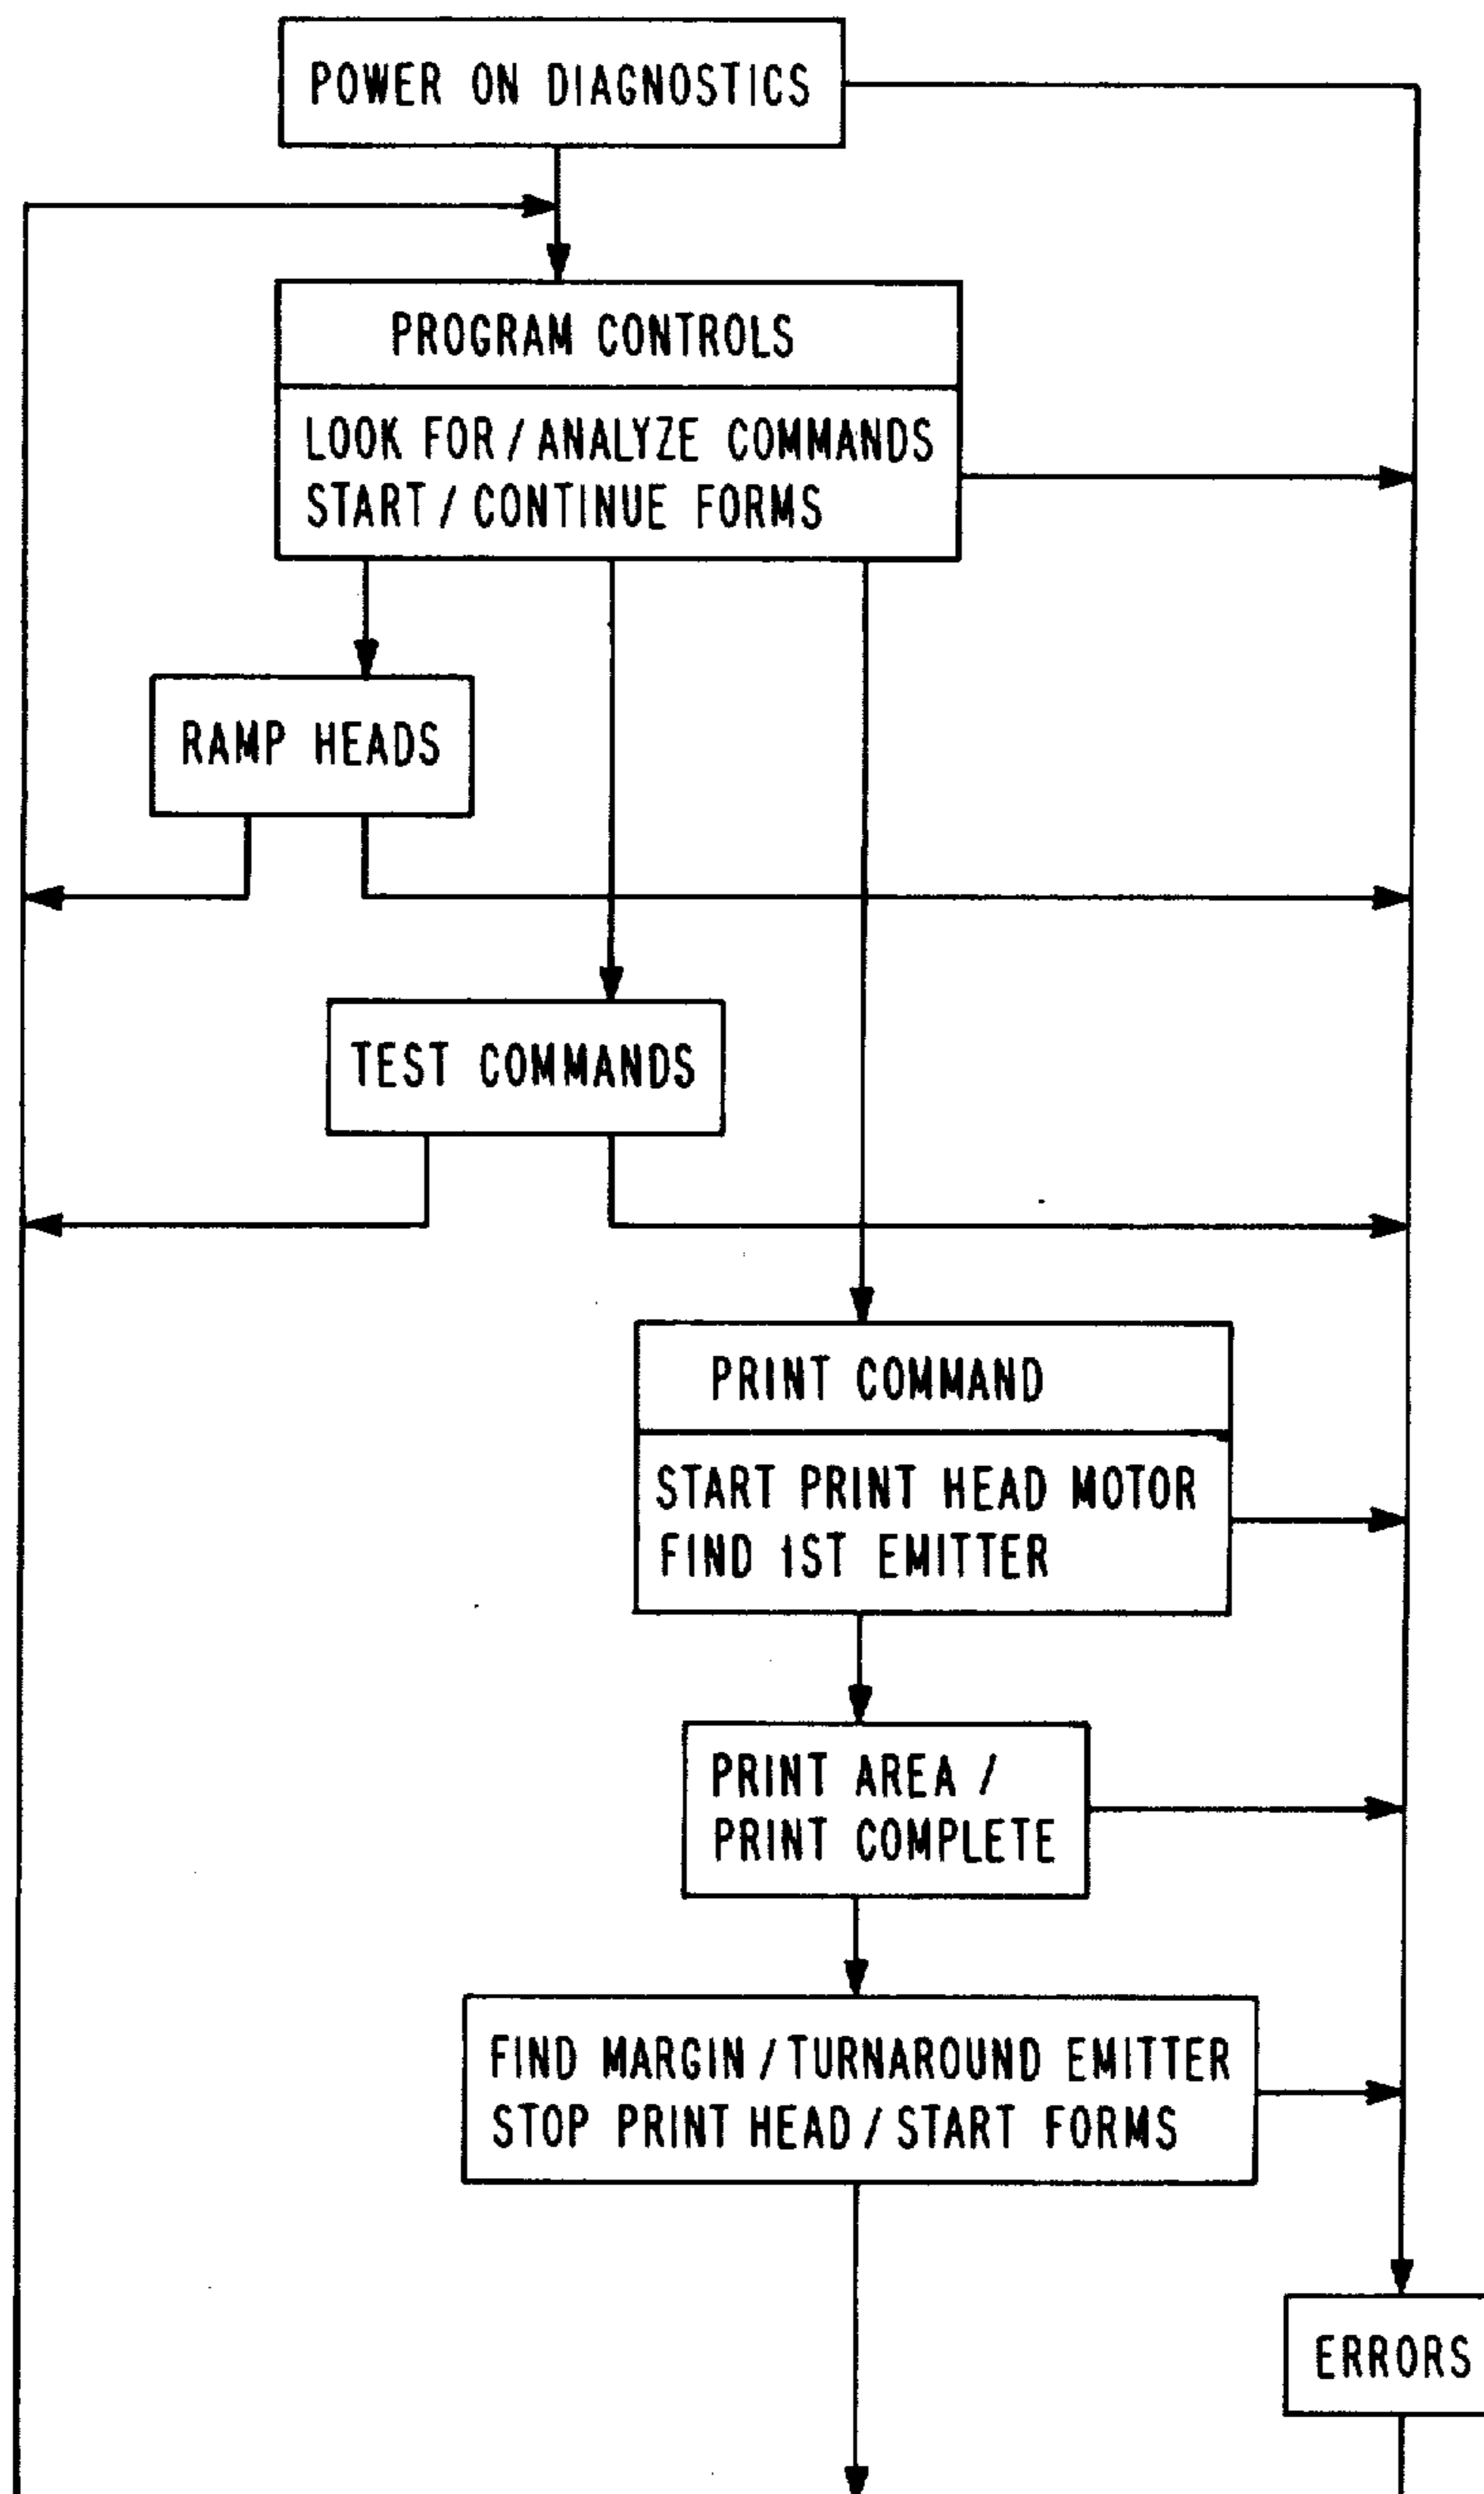 POWER ON DIAGNOSTICS
PROGRAM CONTROLS
LOOK FOR/ANALYZE COMMANDS
START/CONTINUE FORMS
RAMP HEADS
TEST COMMANDS
PRINT COMMAND
START PRINT HEAD MOTOR
FIND 1ST EMITTER
PRINT AREA /
PRINT COMPLETE
FIND MARGIN/TURNAROUND EMITTER
STOP PRINT HEAD/START FORMS
ERRORS